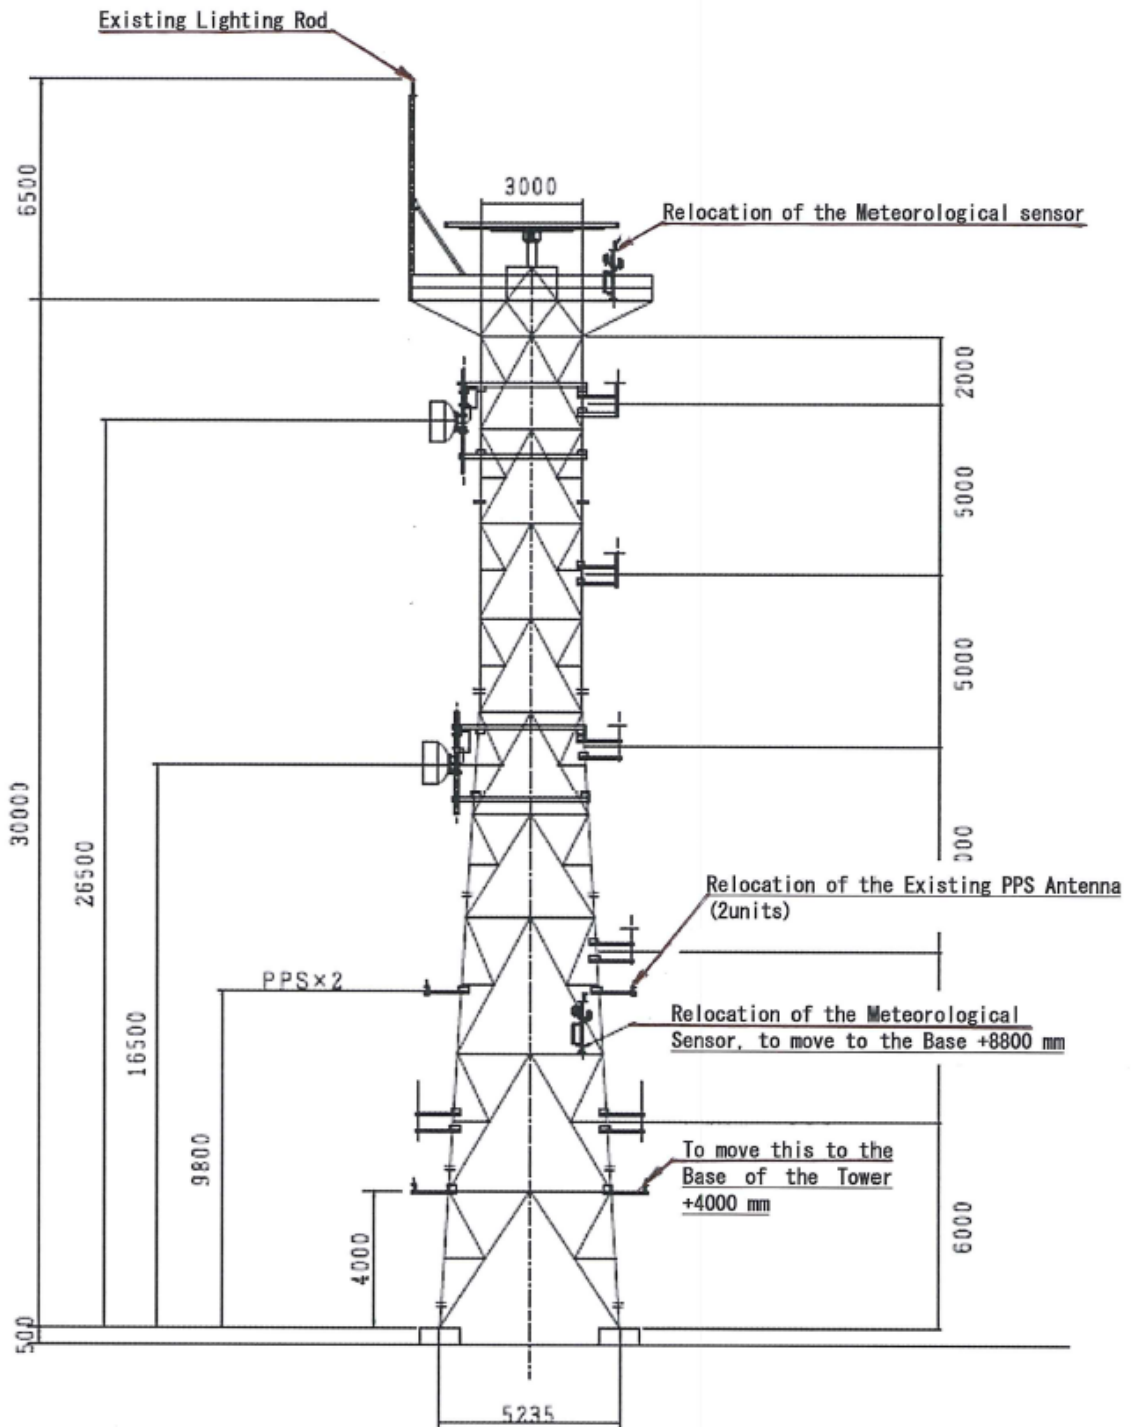 Existing Lighting Rod
6500
3000
Relocation of the Meteorological sensor
2000
5000
5000
30000
26500
16500
Relocation of the Existing PPS Antenna
(2units)
PPS×2
Relocation of the Meteorological
Sensor, to move to the Base +8800 mm
9800
To move this to the
Base of the Tower
+4000 mm
4000
6000
500
5235